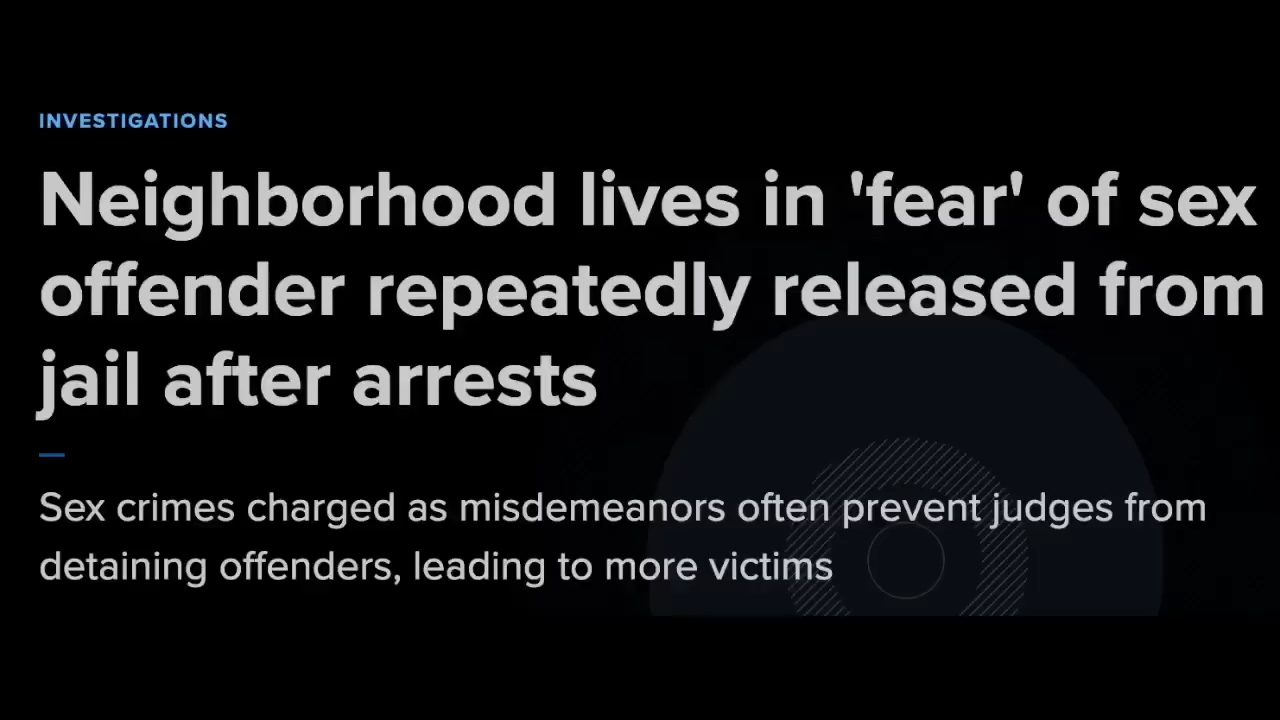 INVESTIGATIONS
Neighborhood lives in 'fear' of sex
offender repeatedly released from
jail after arrests
Sex crimes charged as misdemeanors often prevent judges from
detaining offenders, leading to more victims